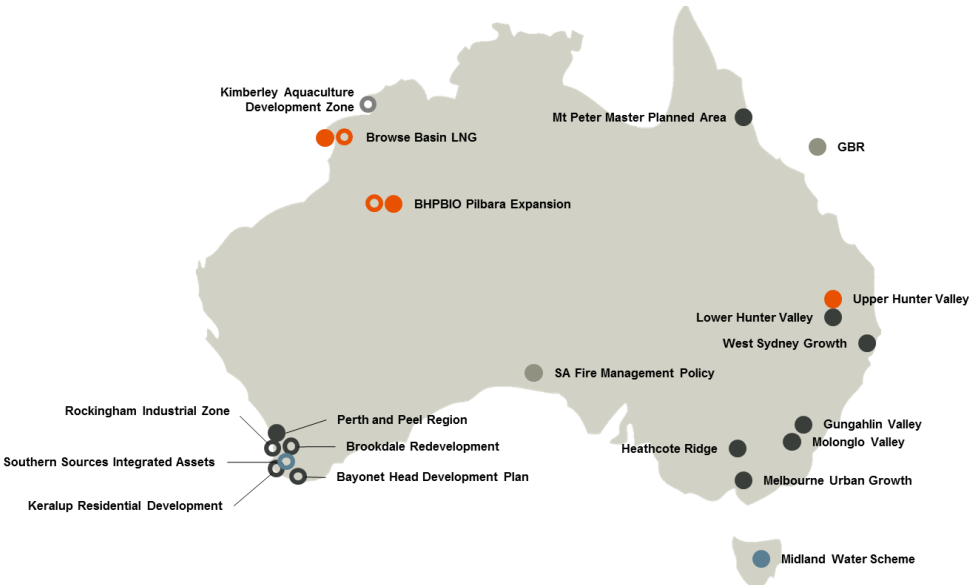 Kimberley Aquaculture
Development Zone
Mt Peter Master Planned Area
Browse Basin LNG
GBR
BHPBIO Pilbara Expansion
Upper Hunter Valley
Lower Hunter Valley
West Sydney Growth
SA Fire Management Policy
Rockingham Industrial Zone
Perth and Peel Region
Gungahlin Valley
Brookdale Redevelopment
Heathcote Ridge
Molonglo Valley
Southern Sources Integrated Assets
Bayonet Head Development Plan
Melbourne Urban Growth
Keralup Residential Development
Midland Water Scheme